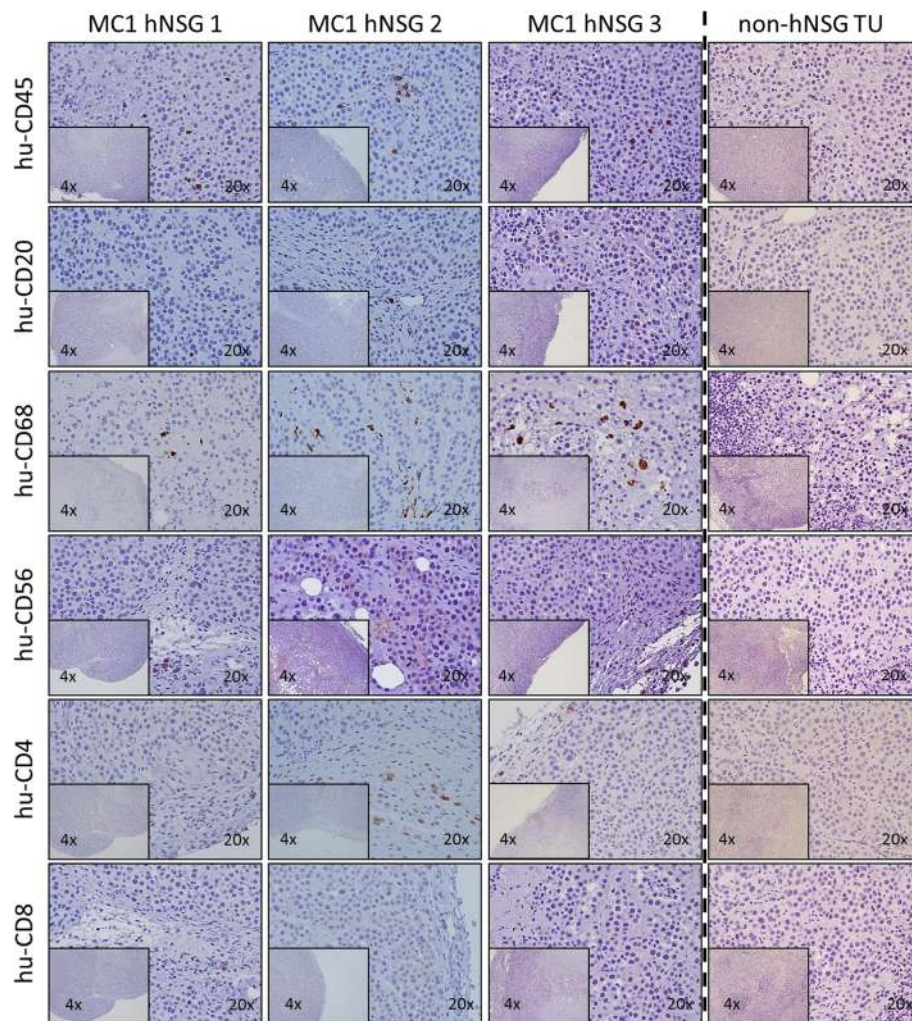 MC1 hNSG 1 MC1 hNSG 2 MC1 hNSG 3 non-hNSG TU
hu-CD45
4x 20x 4x 20x 4x 20x 4x 20x
hu-CD20
4x 20x 4x 20x 4x 20x 4x 20x
hu-CD68
4x 20x 4x 20x 4x 20x 4x 20x
hu-CD56
4x 20x 4x 20x 4x 20x 4x 20x
hu-CD4
4x 20x 4x 20x 4x 20x 4x 20x
hu-CD8
4x 20x 4x 20x 4x 20x 4x 20x